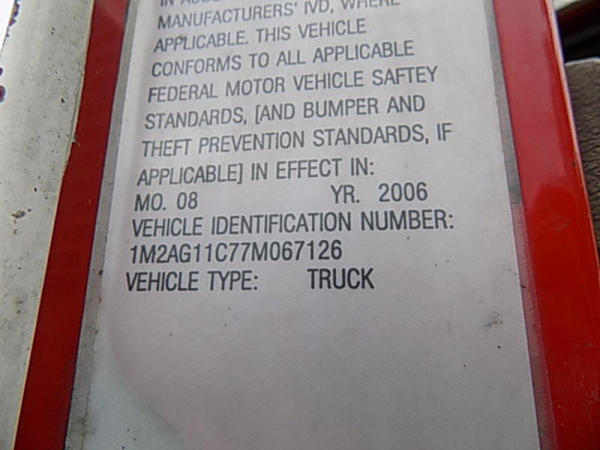 MANUFACTURERS' IVD, WHERE
APPLICABLE. THIS VEHICLE
CONFORMS TO ALL APPLICABLE
FEDERAL MOTOR VEHICLE SAFTEY
STANDARDS, [AND BUMPER AND
THEFT PREVENTION STANDARDS, IF
APPLICABLE] IN EFFECT IN:
MO. 08 YR. 2006
VEHICLE IDENTIFICATION NUMBER:
1M2AG11C77M067126
VEHICLE TYPE: TRUCK